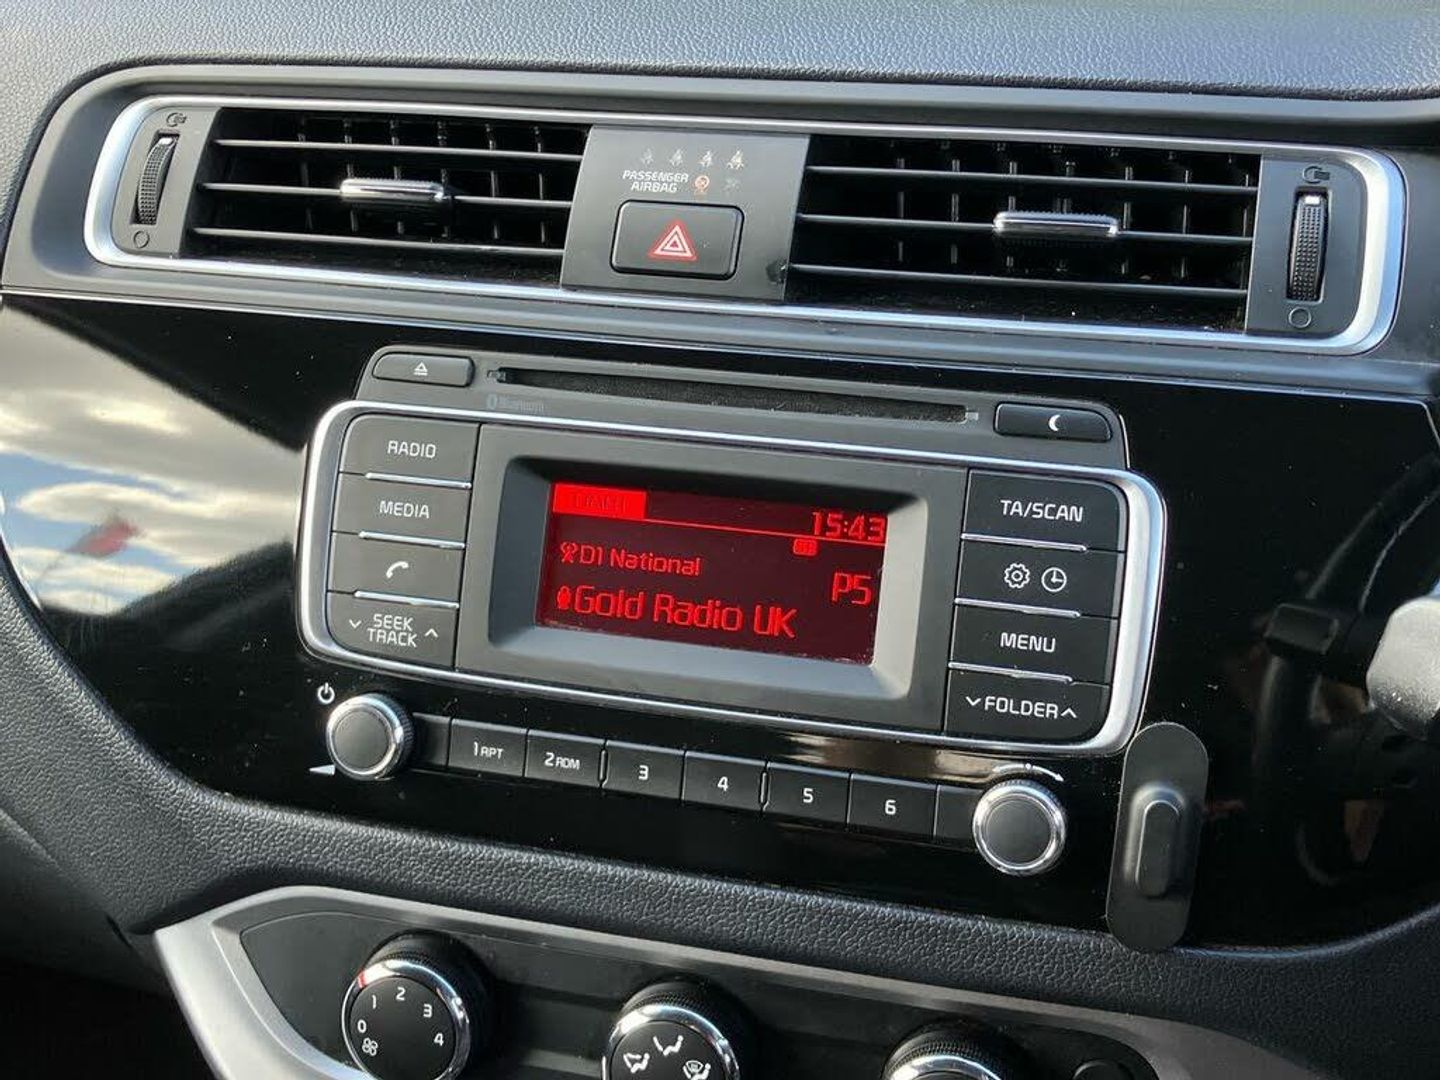 PASSENGER
AIRBAG
Bluetooth
RADIO
MEDIA
SEEK
TRACK
15:43
D1 National
P5
Gold Radio UK
TA/SCAN
MENU
FOLDER
1 RPT
2 RDM
3
4
5
6
0
1
2
3
4